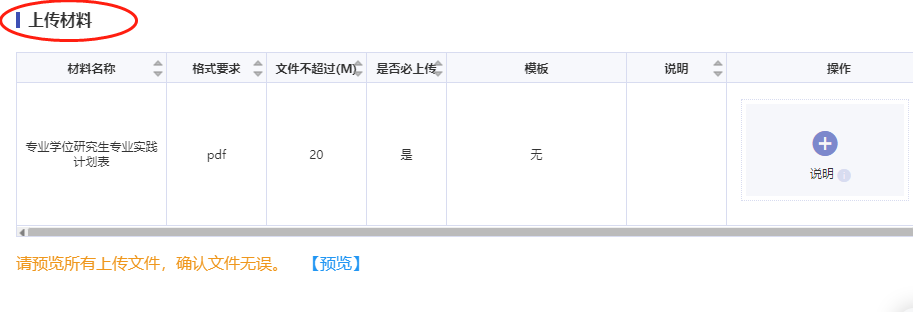 上传材料
材料名称 格式要求 文件不超过(M) 是否必上传 模板 说明 操作
专业学位研究生专业实践
计划表 pdf 20 是 无
说明
请预览所有上传文件，确认文件无误。 【预览】